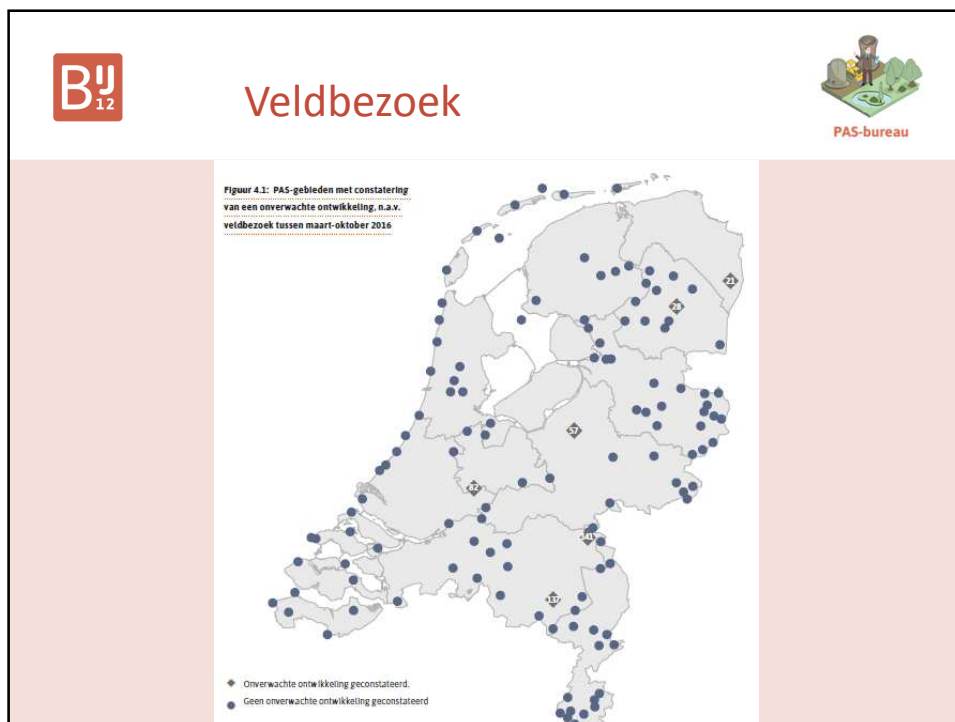 BIJ
12
Veldbezoek
PAS-bureau
Figuur 4.1: PAS-gebieden met constatering
van een onverwachte ontwikkeling, n.a.v.
veldbezoek tussen maart-oktober 2016
21
28
57
82
141
137
Onverwachte ontwikkeling geconstateerd.
Geen onverwachte ontwikkeling geconstateerd